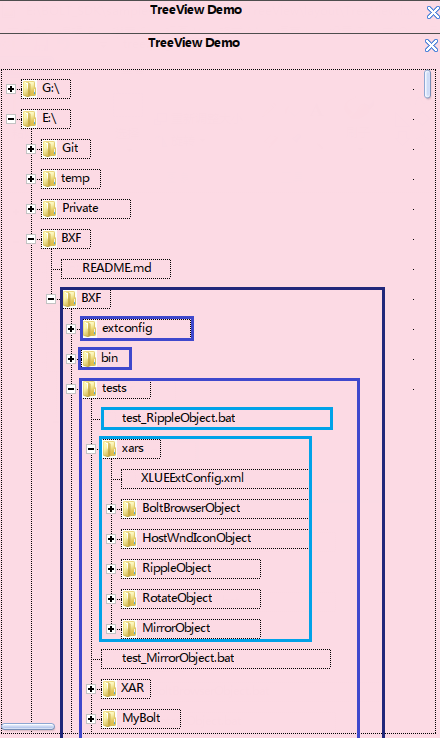 TreeView Demo
TreeView Demo
G:\
E:\
Git
temp
Private
BXF
README.md
BXF
extconfig
bin
tests
test_RippleObject.bat
xars
XLUEExtConfig.xml
BoltBrowserObject
HostWndIconObject
RippleObject
RotateObject
MirrorObject
test_MirrorObject.bat
XAR
MyBolt